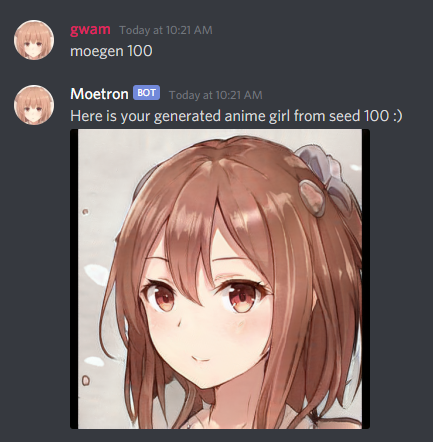 gwam Today at 10:21 AM
moegen 100
Moetron BOT Today at 10:21 AM
Here is your generated anime girl from seed 100 :)